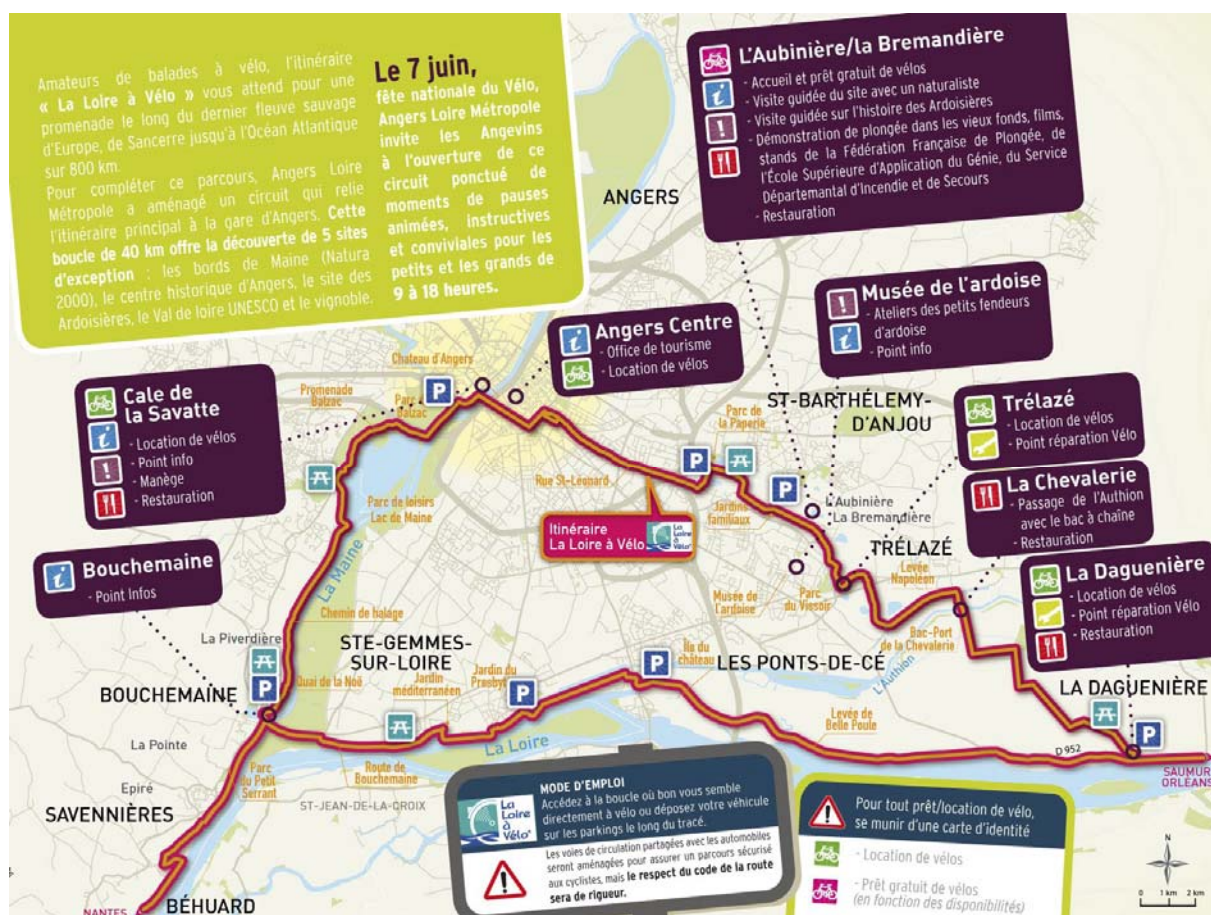 Amateurs de balades à vélo, l'itinéraire
« La Loire à Vélo » vous attend pour une
promenade le long du dernier fleuve sauvage
d'Europe, de Sancerre jusqu'à l'Océan Atlantique
sur 800 km.
Pour compléter ce parcours, Angers Loire
Métropole a aménagé un circuit qui relie
l'itinéraire principal à la gare d'Angers. Cette
boucle de 40 km offre la découverte de 5 sites
d'exception : les bords de Maine (Natura
2000), le centre historique d'Angers, le site des
Ardoisières, le Val de loire UNESCO et le vignoble.
Le 7 juin,
fête nationale du Vélo,
Angers Loire Métropole
invite les Angevins
à l'ouverture de ce
circuit ponctué de
moments de pauses
animées, instructives
et conviviales pour les
petits et les grands de
9 à 18 heures.
L'Aubinière/la Bremandière
- Accueil et prêt gratuit de vélos
- Visite guidée du site avec un naturaliste
- Visite guidée sur l'histoire des Ardoisières
- Démonstration de plongée dans les vieux fonds, films,
stands de la Fédération Française de Plongée, de
l'École Supérieure d'Application du Génie, du Service
Départemantal d'Incendie et de Secours
- Restauration
ANGERS
Musée de l'ardoise
- Ateliers des petits fendeurs
d'ardoise
- Point info
Angers Centre
- Office de tourisme
- Location de vélos
Chateau d'Angers
Cale de
la Savatte
- Location de vélos
- Point info
- Manège
- Restauration
Promenade
Balzac
Parc
Balzac
P
ST-BARTHÉLEMY-
D'ANJOU
Parc de
la Paperie
Trélazé
- Location de vélos
- Point réparation Vélo
P
Rue St-Léonard
P
La Chevalerie
- Passage de l'Authion
avec le bac à chaîne
- Restauration
Parc de loisirs
Lac de Maine
Jardins
familiaux
L'Aubinière
La Bremandière
Itinéraire
La Loire à Vélo
La
Loire
à
Vélo
TRÉLAZÉ
Bouchemaine
- Point Infos
La Maine
Levée
Napoléon
La Daguenière
- Location de vélos
- Point réparation Vélo
- Restauration
Musée de
l'ardoise
Parc
du Vissoir
Chemin de halage
La Piverdière
STE-GEMMES-
SUR-LOIRE
Bac-Port
de la Chevalerie
Île du
château
P
LES PONTS-DE-CÉ
L'Authion
Jardin
méditerranéen
Jardin du
Presbytère
P
Quai de la Noë
P
BOUCHEMAINE
LA DAGUENIÈRE
Levée de
Belle Poule
P
La Pointe
La Loire
D 952
Parc
du Petit
Serrant
Route de
Bouchemaine
SAUMUR
ORLÉANS
Epiré
ST-JEAN-DE-LA-CROIX
SAVENNIÈRES
La
Loire
à
Vélo
MODE D'EMPLOI
Accédez à la boucle où bon vous semble
directement à vélo ou déposez votre véhicule
sur les parkings le long du tracé.
Les voies de circulation partagées avec les automobiles
seront aménagées pour assurer un parcours sécurisé
aux cyclistes, mais le respect du code de la route
sera de rigueur.
Pour tout prêt/location de vélo,
se munir d'une carte d'identité
- Location de vélos
- Prêt gratuit de vélos
(en fonction des disponibilités)
N
0 1 km 2 km
NANTES
BÉHUARD